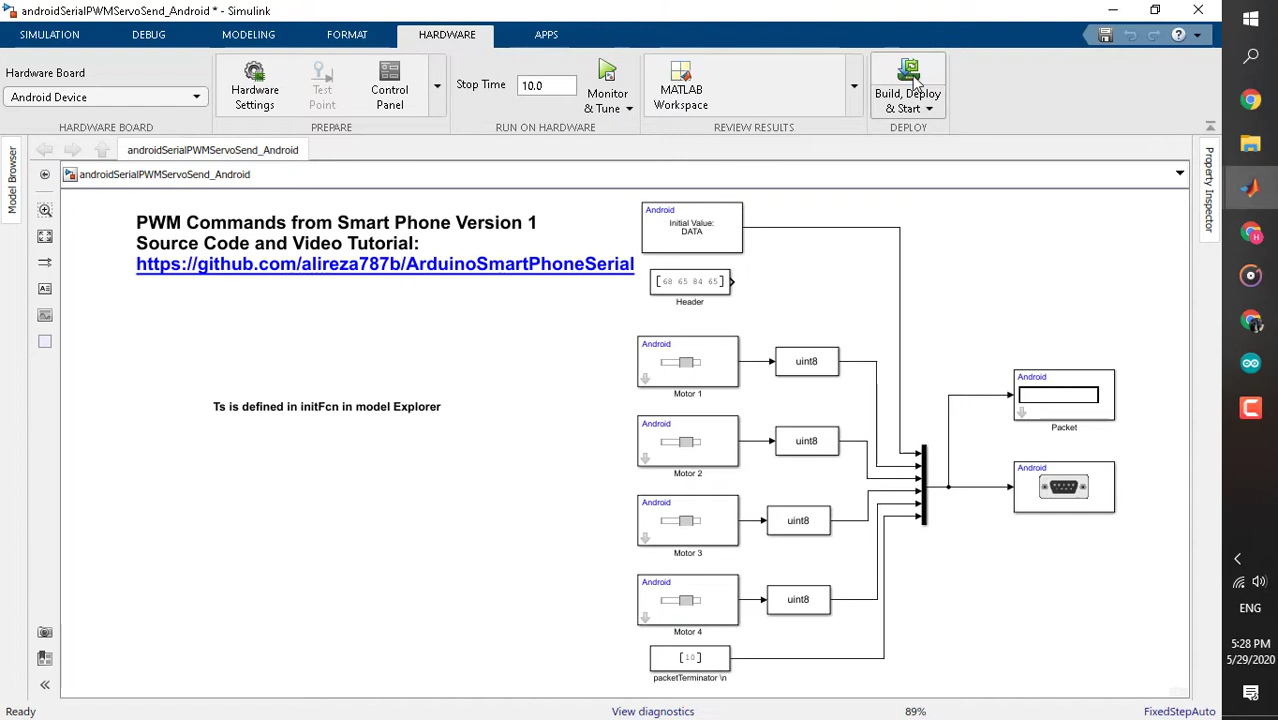 androidSerialPWMServoSend_Android * - Simulink
SIMULATION
DEBUG
MODELING
FORMAT
HARDWARE
APPS
Hardware Board
Android Device
HARDWARE BOARD
Hardware
Settings
Test
Point
Control
Panel
PREPARE
Stop Time
10.0
Monitor
& Tune
RUN ON HARDWARE
MATLAB
Workspace
REVIEW RESULTS
Build, Deploy
& Start
DEPLOY
Model Browser
androidSerialPWMServoSend_Android
androidSerialPWMServoSend_Android
Property Inspector
PWM Commands from Smart Phone Version 1
Source Code and Video Tutorial:
https://github.com/alireza787b/ArduinoSmartPhoneSerial
Ts is defined in initFcn in model Explorer
Android
Initial Value:
DATA
[68 65 84 65]
Header
Android
Motor 1
uint8
Android
Motor 2
uint8
Android
Motor 3
uint8
Android
Motor 4
uint8
[10]
packetTerminator \n
Android
Packet
Android
Ready
View diagnostics
89%
FixedStepAuto
ENG
5:28 PM
5/29/2020